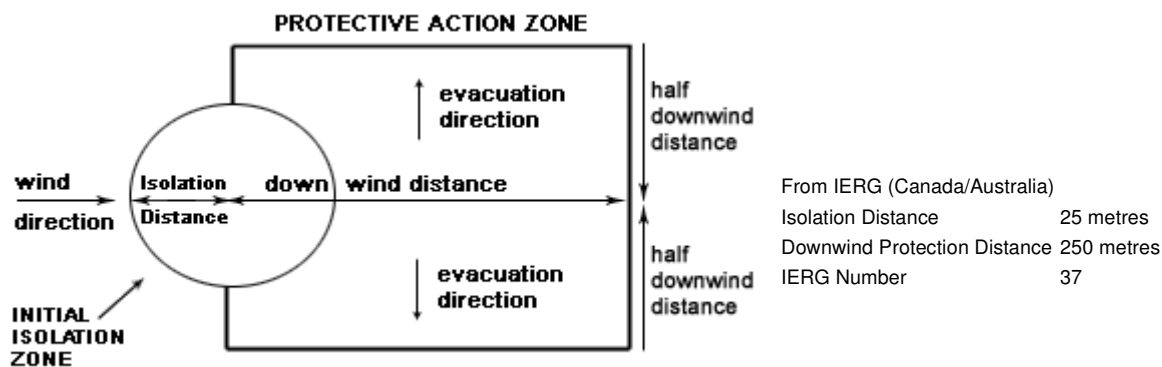 PROTECTIVE ACTION ZONE
evacuation
direction
half
downwind
distance
wind
direction
Isolation
Distance
down wind distance
evacuation
direction
half
downwind
distance
INITIAL
ISOLATION
ZONE
From IERG (Canada/Australia)
Isolation Distance 25 metres
Downwind Protection Distance 250 metres
IERG Number 37